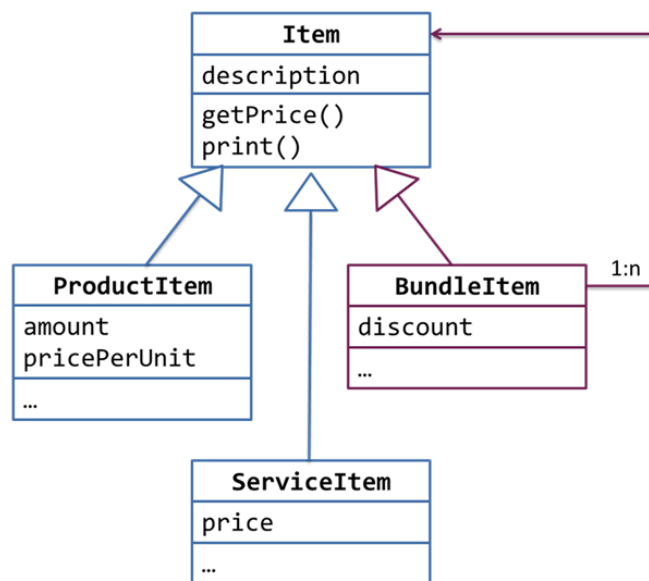 Item
description
getPrice()
print()
1:n
ProductItem
amount
pricePerUnit
…
BundleItem
discount
…
ServiceItem
price
…